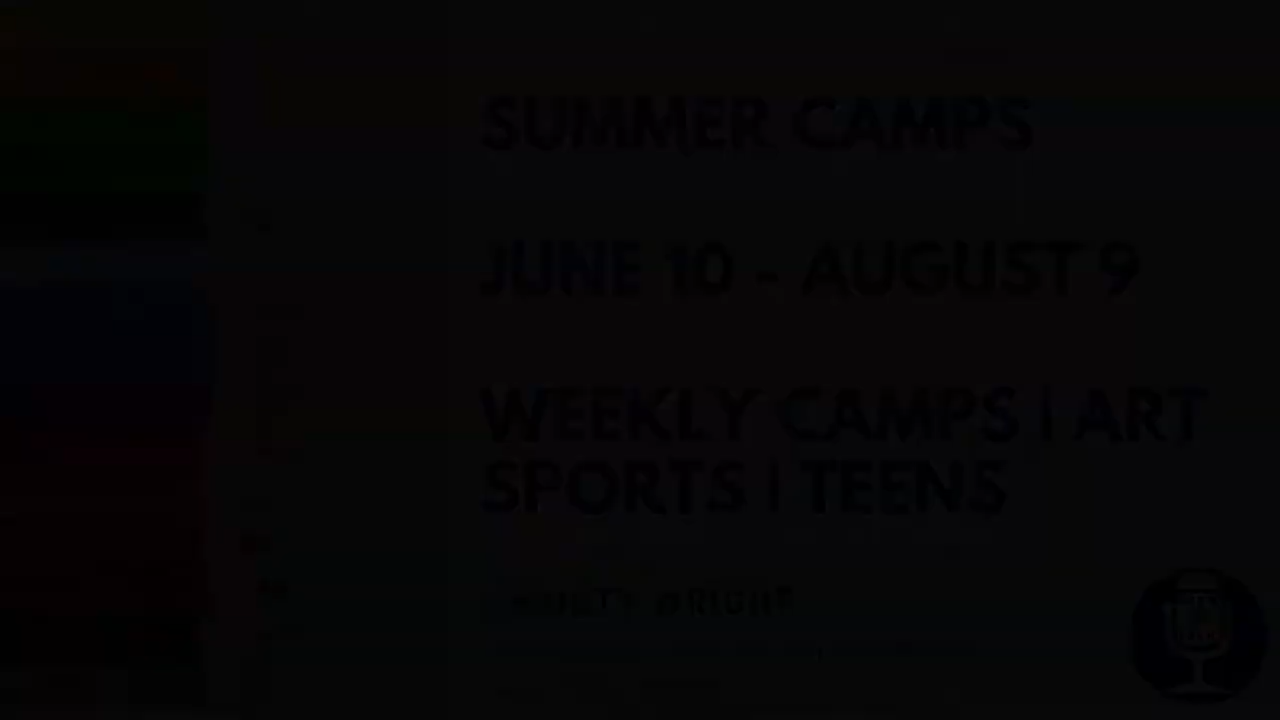 SUMMER CAMPS
JUNE 10 - AUGUST 9
WEEKLY CAMPS | ART
SPORTS | TEENS